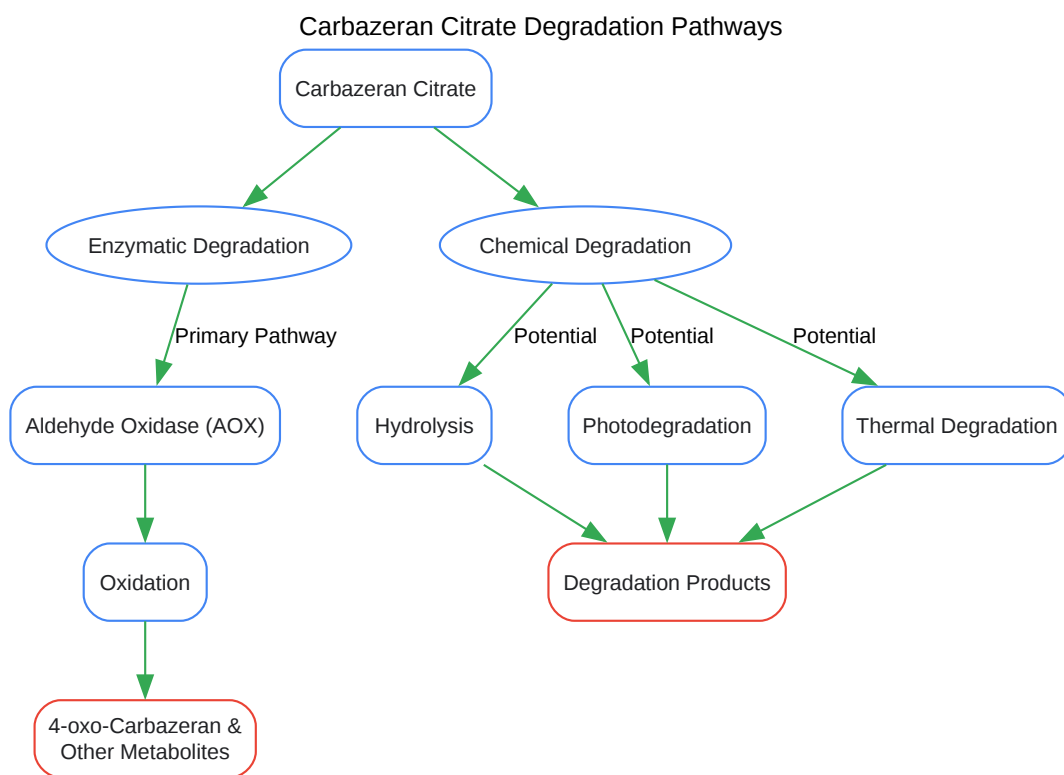 Carbazeran Citrate Degradation Pathways
Carbazeran Citrate
Enzymatic Degradation
Chemical Degradation
Primary Pathway
Potential
Potential
Potential
Aldehyde Oxidase (AOX)
Hydrolysis
Photodegradation
Thermal Degradation
Oxidation
Degradation Products
4-oxo-Carbazeran &
Other Metabolites